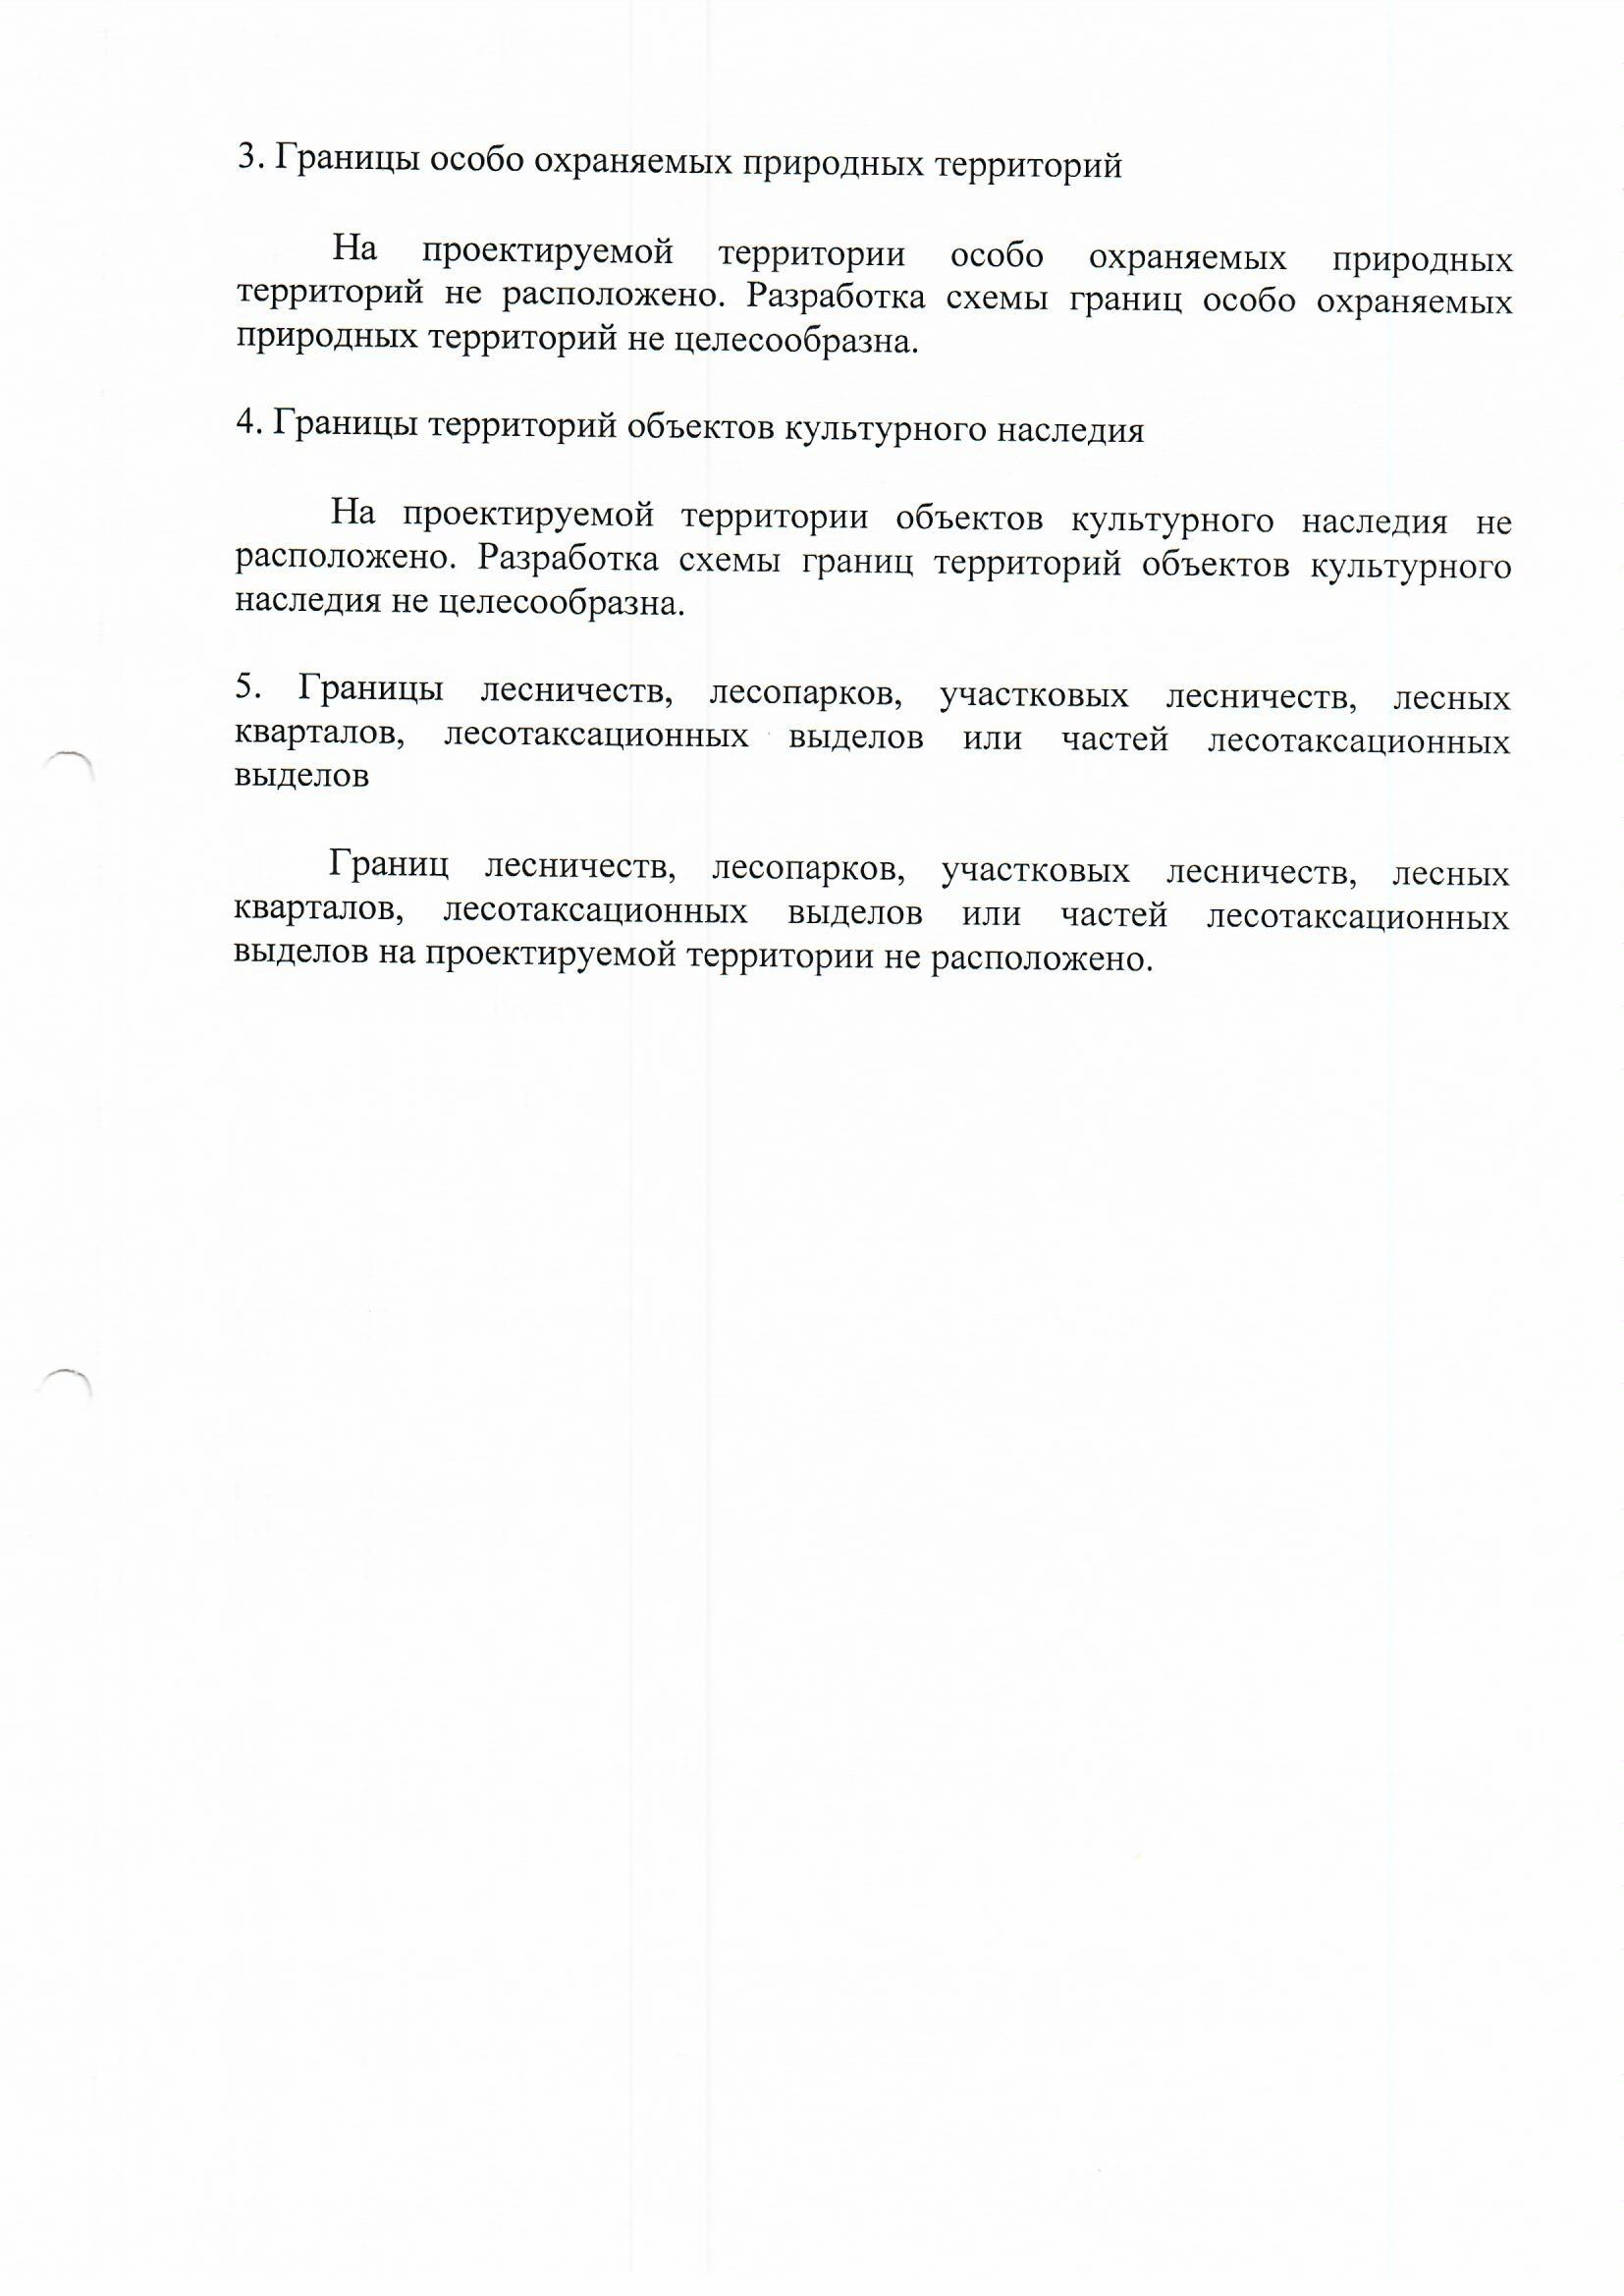 3. Границы особо охраняемых природных территорий
На проектируемой территории особо охраняемых природных
территорий не расположено. Разработка схемы границ особо охраняемых
природных территорий не целесообразна.
4. Границы территорий объектов культурного наследия
На проектируемой территории объектов культурного наследия не
расположено. Разработка схемы границ территорий объектов культурного
наследия не целесообразна.
5. Границы лесничеств, лесопарков, участковых лесничеств, лесных
кварталов, лесотаксационных выделов или частей лесотаксационных
выделов
Границ лесничеств, лесопарков, участковых лесничеств, лесных
кварталов, лесотаксационных выделов или частей лесотаксационных
выделов на проектируемой территории не расположено.